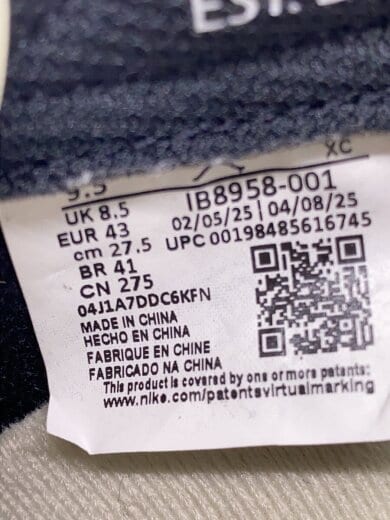 EST.
XC
9.5
UK 8.5
EUR 43
cm 27.5
BR 41
CN 275
04J1A7DDC6KFN
MADE IN CHINA
HECHO EN CHINA
FABRIQUE EN CHINE
FABRICADO NA CHINA
IB8958-001
02/05/25 | 04/08/25
UPC 00198485616745
This product is covered by one or more patents
www.nike.com/patentsvirtualmarking